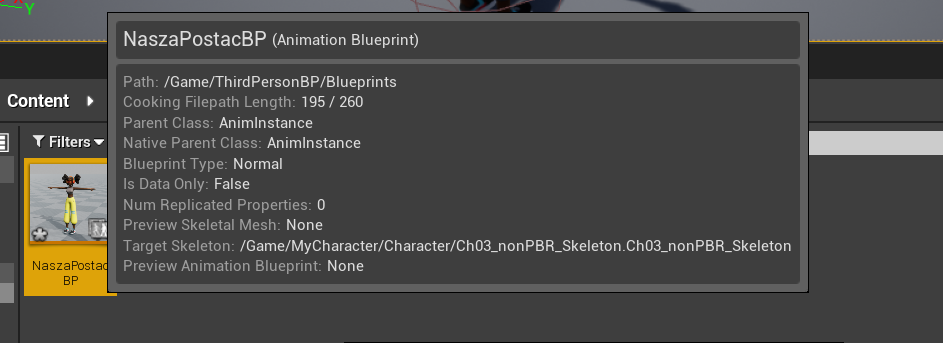 Y
NaszaPostacBP (Animation Blueprint)
Path: /Game/ThirdPersonBP/Blueprints
Cooking Filepath Length: 195 / 260
Parent Class: AnimInstance
Native Parent Class: AnimInstance
Blueprint Type: Normal
Is Data Only: False
Num Replicated Properties: 0
Preview Skeletal Mesh: None
Target Skeleton: /Game/MyCharacter/Character/Ch03_nonPBR_Skeleton.Ch03_nonPBR_Skeleton
Preview Animation Blueprint: None
Content
Filters
NaszaPostac
BP